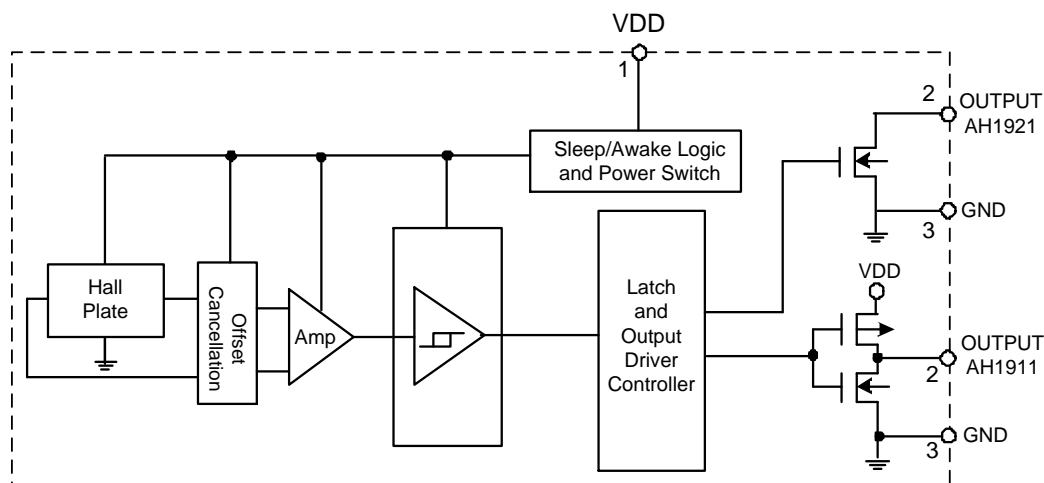 VDD
1
2
OUTPUT
AH1921
Sleep/Awake Logic
and Power Switch
GND
3
Hall
Plate
Offset
Cancellation
Amp
Latch
and
Output
Driver
Controller
VDD
OUTPUT
AH1911
2
GND
3